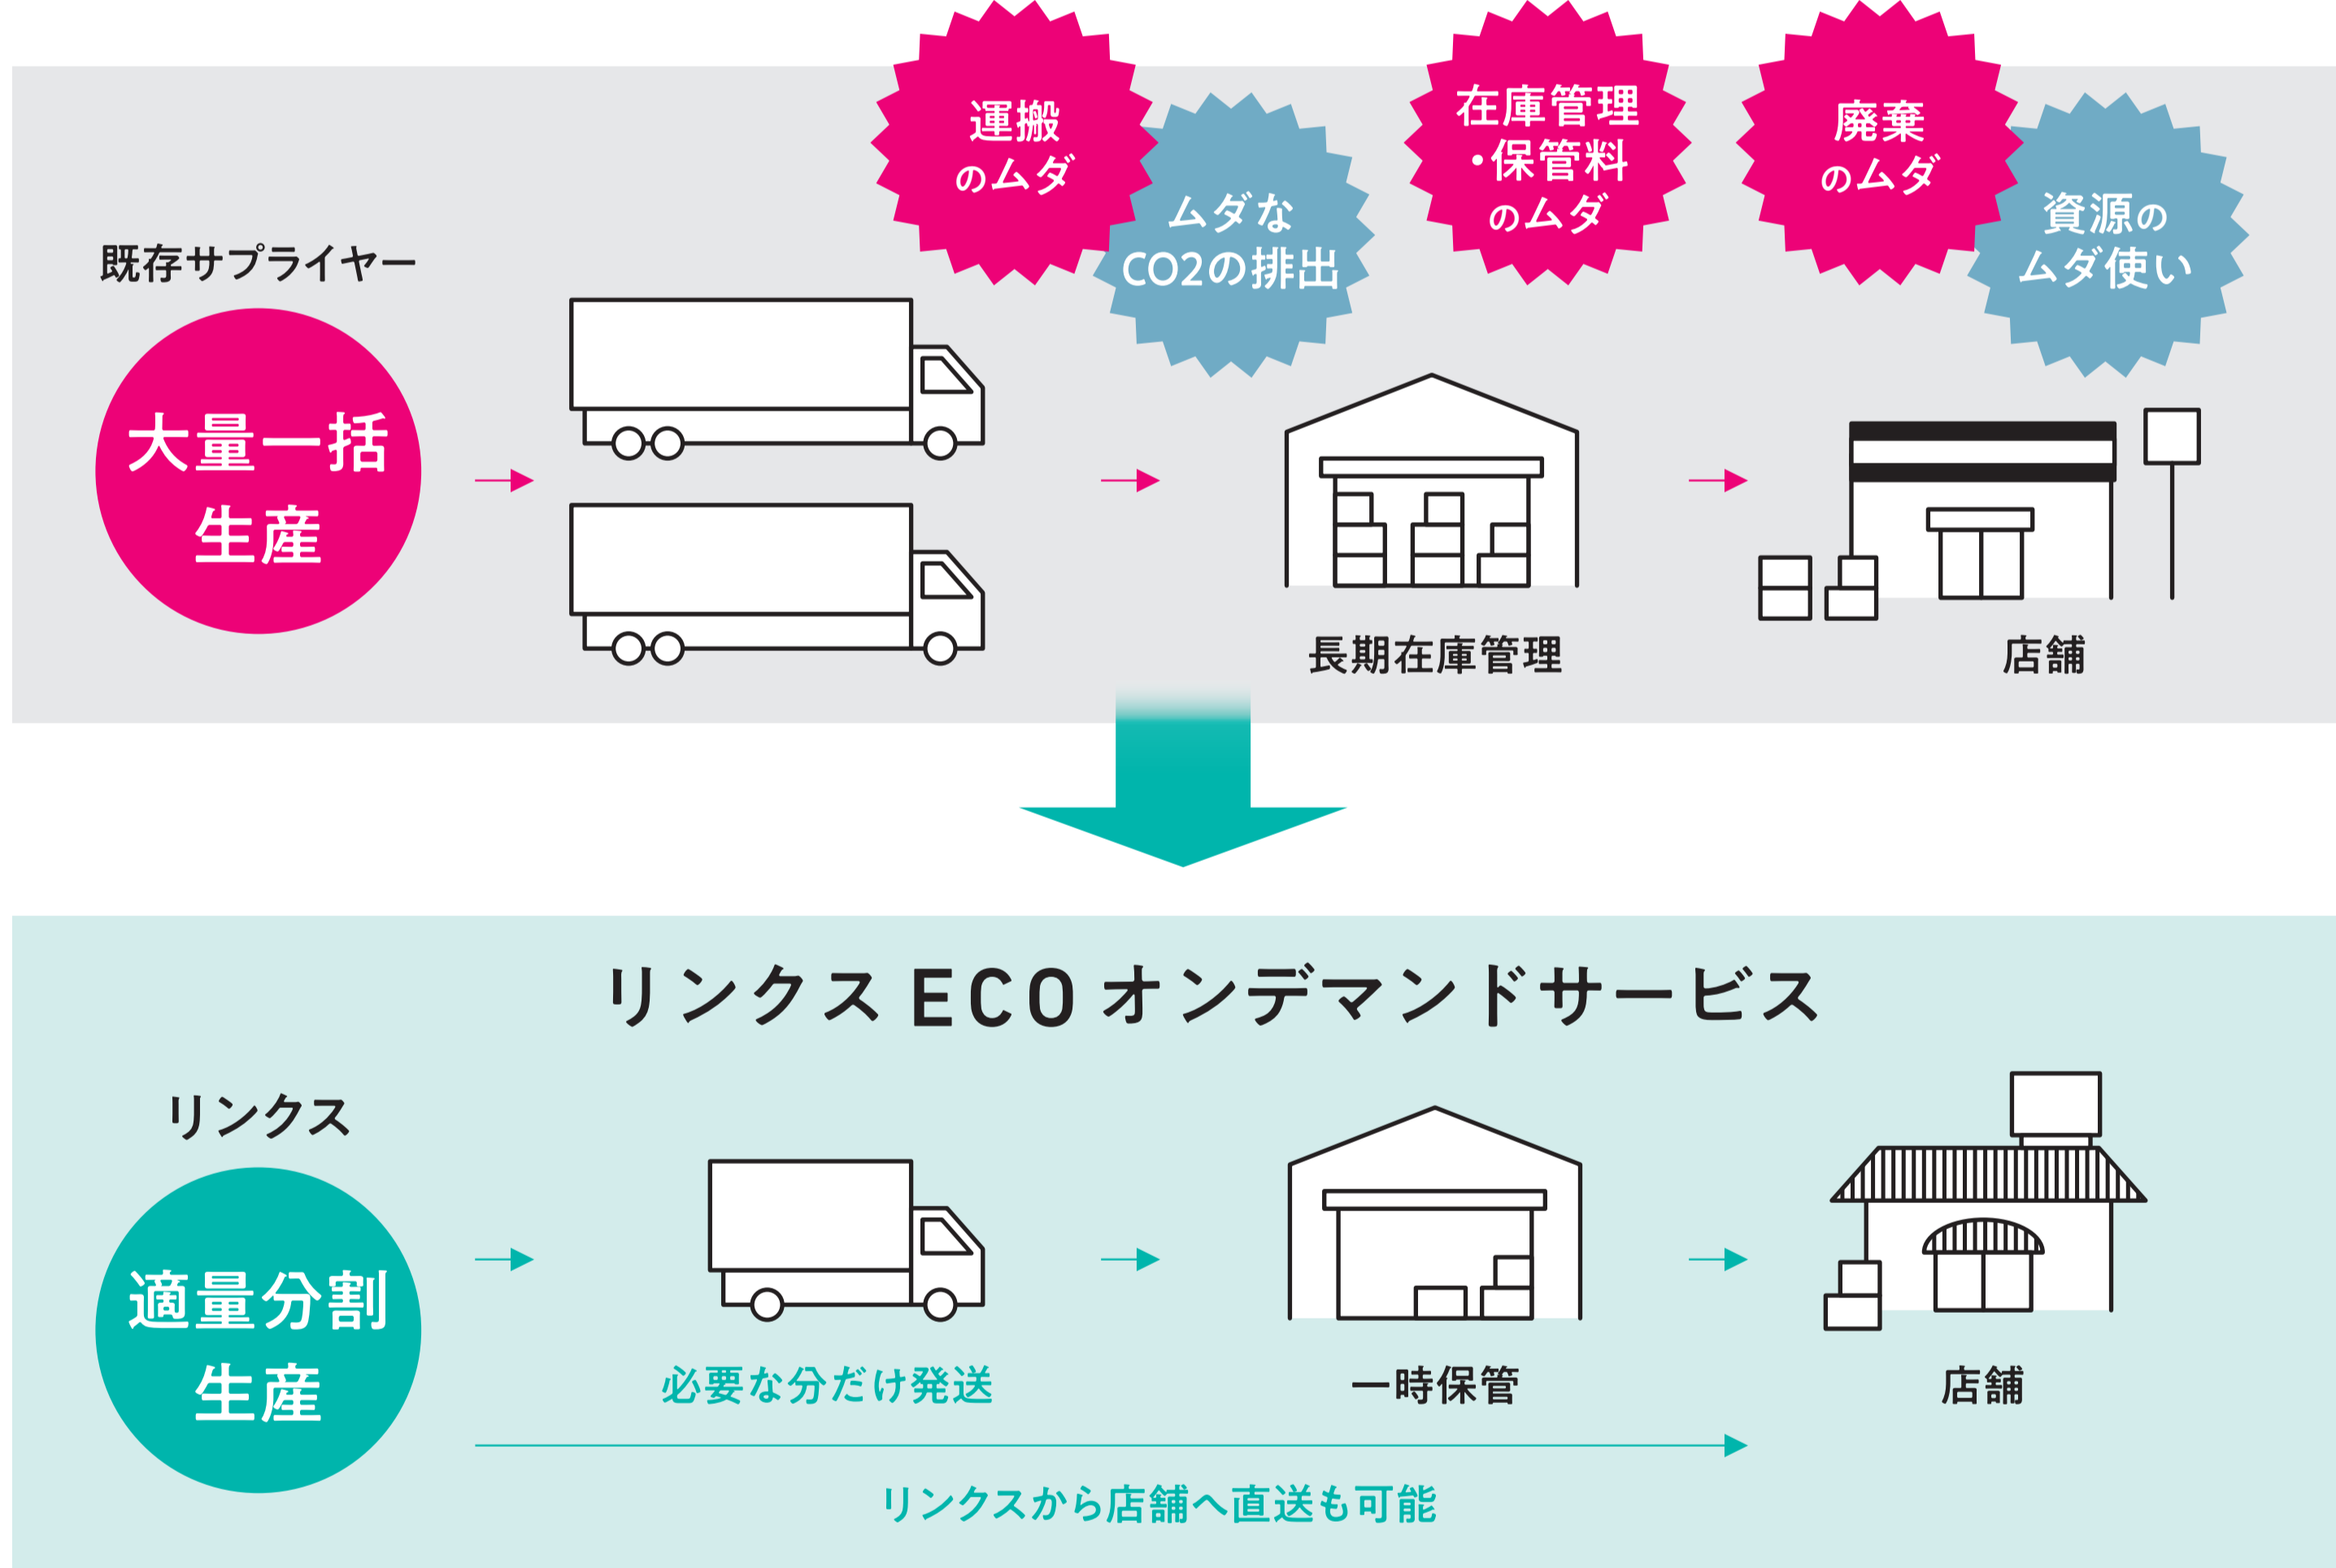 運搬
のムダ
ムダな
CO2の排出
在庫管理
・保管料
のムダ
廃棄
のムダ
資源の
ムダ遣い
既存サプライヤー
大量一括
生産
長期在庫管理
店舗
リンクス ECO オンデマンドサービス
リンクス
適量分割
生産
必要な分だけ発送
一時保管
店舗
リンクスから店舗へ直送も可能